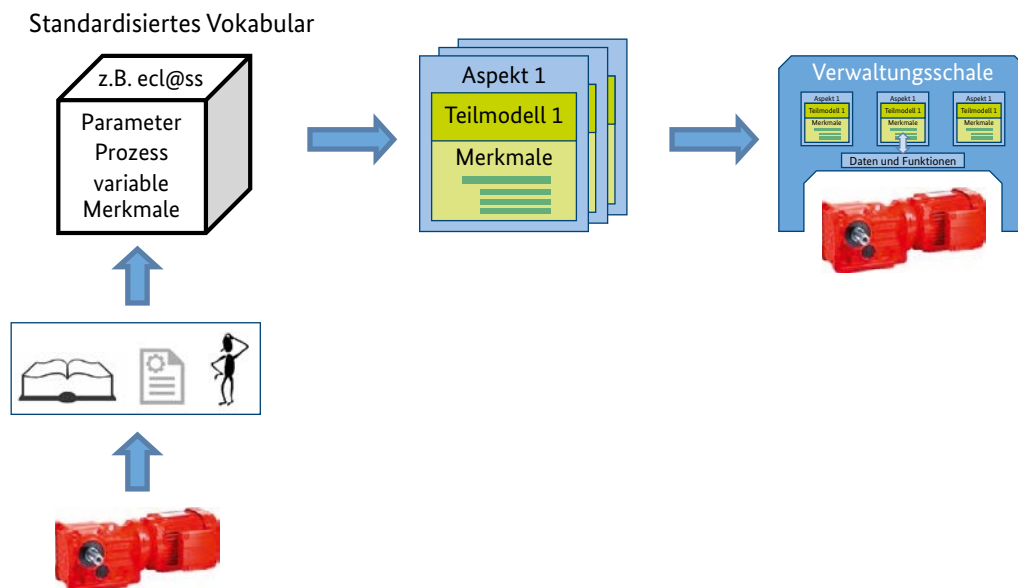 Standardisiertes Vokabular
z.B. ecl@ss
Parameter
Prozess
variable
Merkmale
Aspekt 1
Teilmodell 1
Merkmale
Verwaltungsschale
Aspekt 1
Teilmodell 1
Merkmale
Aspekt 1
Teilmodell 1
Merkmale
Aspekt 1
Teilmodell 1
Merkmale
Daten und Funktionen